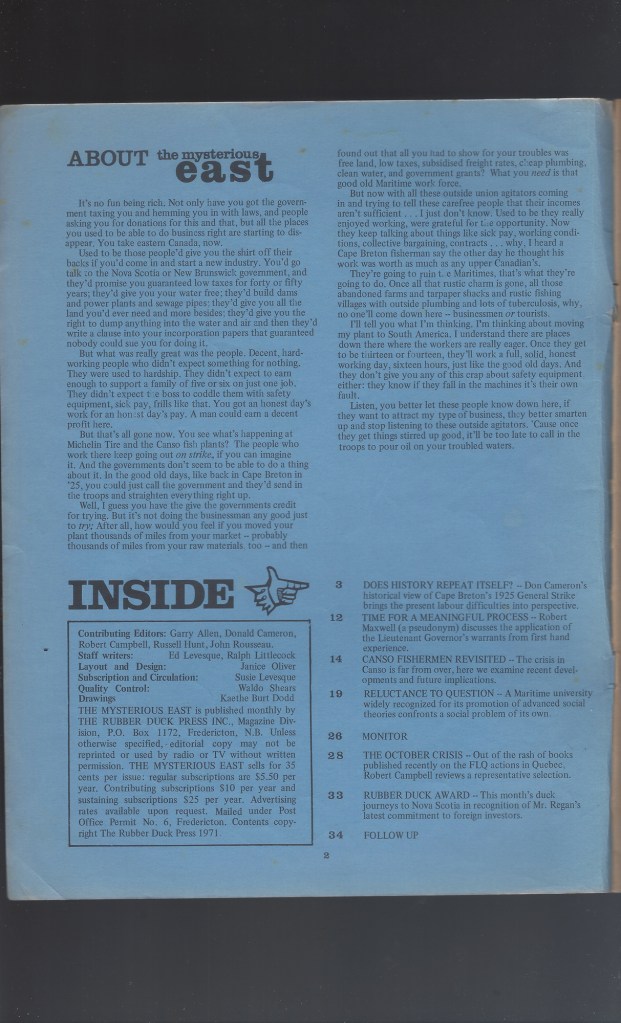 ABOUT the mysterious east
It's no fun being rich. Not only have you got the govern-
ment taxing you and hemming you in with laws, and people
asking you for donations for this and that, but all the places
you used to be able to do business right are starting to dis-
appear. You take eastern Canada, now.
Used to be those people'd give you the shirt off their
backs if you'd come in and start a new industry. You'd go
talk to the Nova Scotia or New Brunswick government, and
they'd promise you guaranteed low taxes for forty or fifty
years; they'd give you your water free; they'd build dams
and power plants and sewage pipes: they'd give you all the
land you'd ever need and more besides; they'd give you the
right to dump anything into the water and air and then they'd
write a clause into your incorporation papers that guaranteed
nobody could sue you for doing it.
But what was really great was the people. Decent, hard-
working people who didn't expect something for nothing.
They were used to hardship. They didn't expect to earn
enough to support a family of five or six on just one job.
They didn't expect the boss to coddle them with safety
equipment, sick pay, frills like that. You got an honest day's
work for an honest day's pay. A man could earn a decent
profit here.
But that's all gone now. You see what's happening at
Michelin Tire and the Canso fish plants? The people who
work there keep going out on strike, if you can imagine
it. And the governments don't seem to be able to do a thing
about it. In the good old days, like back in Cape Breton in
'25, you could just call the government and they'd send in
the troops and straighten everything right up.
Well, I guess you have the give the governments credit
for trying. But it's not doing the businessman any good just
to try; After all, how would you feel if you moved your
plant thousands of miles from your market – probably
thousands of miles from your raw materials, too – and then
found out that all you had to show for your troubles was
free land, low taxes, subsidised freight rates, cheap plumbing,
clean water, and government grants? What you need is that
good old Maritime work force.
But now with all these outside union agitators coming
in and trying to tell these carefree people that their incomes
aren't sufficient . . . I just don't know. Used to be they really
enjoyed working, were grateful for the opportunity. Now
they keep talking about things like sick pay, working condi-
tions, collective bargaining, contracts . . . why, I heard a
Cape Breton fisherman say the other day he thought his
work was worth as much as any upper Canadian's.
They're going to ruin the Maritimes, that's what they're
going to do. Once all that rustic charm is gone, all those
abandoned farms and tarpaper shacks and rustic fishing
villages with outside plumbing and lots of tuberculosis, why,
no one'll come down here – businessmen or tourists.
I'll tell you what I'm thinking. I'm thinking about moving
my plant to South America. I understand there are places
down there where the workers are really eager. Once they get
to be thirteen or fourteen, they'll work a full, solid, honest
working day, sixteen hours, just like the good old days. And
they don't give you any of this crap about safety equipment
either: they know if they fall in the machines it's their own
fault.
Listen, you better let these people know down here, if
they want to attract my type of business, they better smarten
up and stop listening to these outside agitators. 'Cause once
they get things stirred up good, it'll be too late to call in the
troops to pour oil on your troubled waters.
INSIDE
Contributing Editors: Garry Allen, Donald Cameron,
Robert Campbell, Russell Hunt, John Rousseau.
Staff writers: Ed Levesque, Ralph Littlecock
Layout and Design: Janice Oliver
Subscription and Circulation: Susie Levesque
Quality Control: Waldo Shears
Drawings Kaethe Burt Dodd
THE MYSTERIOUS EAST is published monthly by
THE RUBBER DUCK PRESS INC., Magazine Div-
ision, P.O. Box 1172, Fredericton, N.B. Unless
otherwise specified, editorial copy may not be
reprinted or used by radio or TV without written
permission. THE MYSTERIOUS EAST sells for 35
cents per issue: regular subscriptions are $5.50 per
year. Contributing subscriptions $10 per year and
sustaining subscriptions $25 per year. Advertising
rates available upon request. Mailed under Post
Office Permit No. 6, Fredericton. Contents copy-
right The Rubber Duck Press 1971.
3 DOES HISTORY REPEAT ITSELF? – Don Cameron's
historical view of Cape Breton's 1925 General Strike
brings the present labour difficulties into perspective.
12 TIME FOR A MEANINGFUL PROCESS – Robert
Maxwell (a pseudonym) discusses the application of
the Lieutenant Governor's warrants from first hand
experience.
14 CANSO FISHERMEN REVISITED – The crisis in
Canso is far from over, here we examine recent devel-
opments and future implications.
19 RELUCTANCE TO QUESTION – A Maritime university
widely recognized for its promotion of advanced social
theories confronts a social problem of its own.
26 MONITOR
28 THE OCTOBER CRISIS – Out of the rash of books
published recently on the FLQ actions in Quebec,
Robert Campbell reviews a representative selection.
33 RUBBER DUCK AWARD – This month's duck
journeys to Nova Scotia in recognition of Mr. Regan's
latest commitment to foreign investors.
34 FOLLOW UP
2